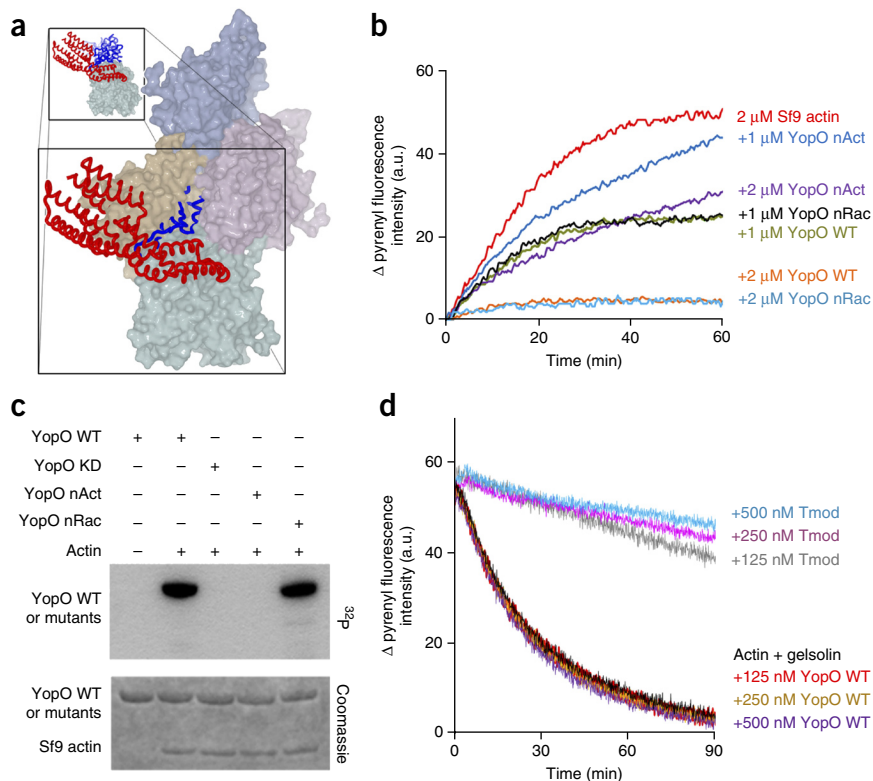 a
b
60
40
20
0
Δ pyrenyl fluorescence
intensity (a.u.)
0
20
40
60
Time (min)
2 μM Sf9 actin
+1 μM YopO nAct
+2 μM YopO nAct
+1 μM YopO nRac
+1 μM YopO WT
+2 μM YopO WT
+2 μM YopO nRac
c
YopO WT + + – – –
YopO KD – – + – –
YopO nAct – – – + –
YopO nRac – – – – +
Actin – + + + +
YopO WT
or mutants
32P
YopO WT
or mutants
Sf9 actin
Coomassie
d
60
40
20
0
Δ pyrenyl fluorescence
intensity (a.u.)
0
30
60
90
Time (min)
+500 nM Tmod
+250 nM Tmod
+125 nM Tmod
Actin + gelsolin
+125 nM YopO WT
+250 nM YopO WT
+500 nM YopO WT